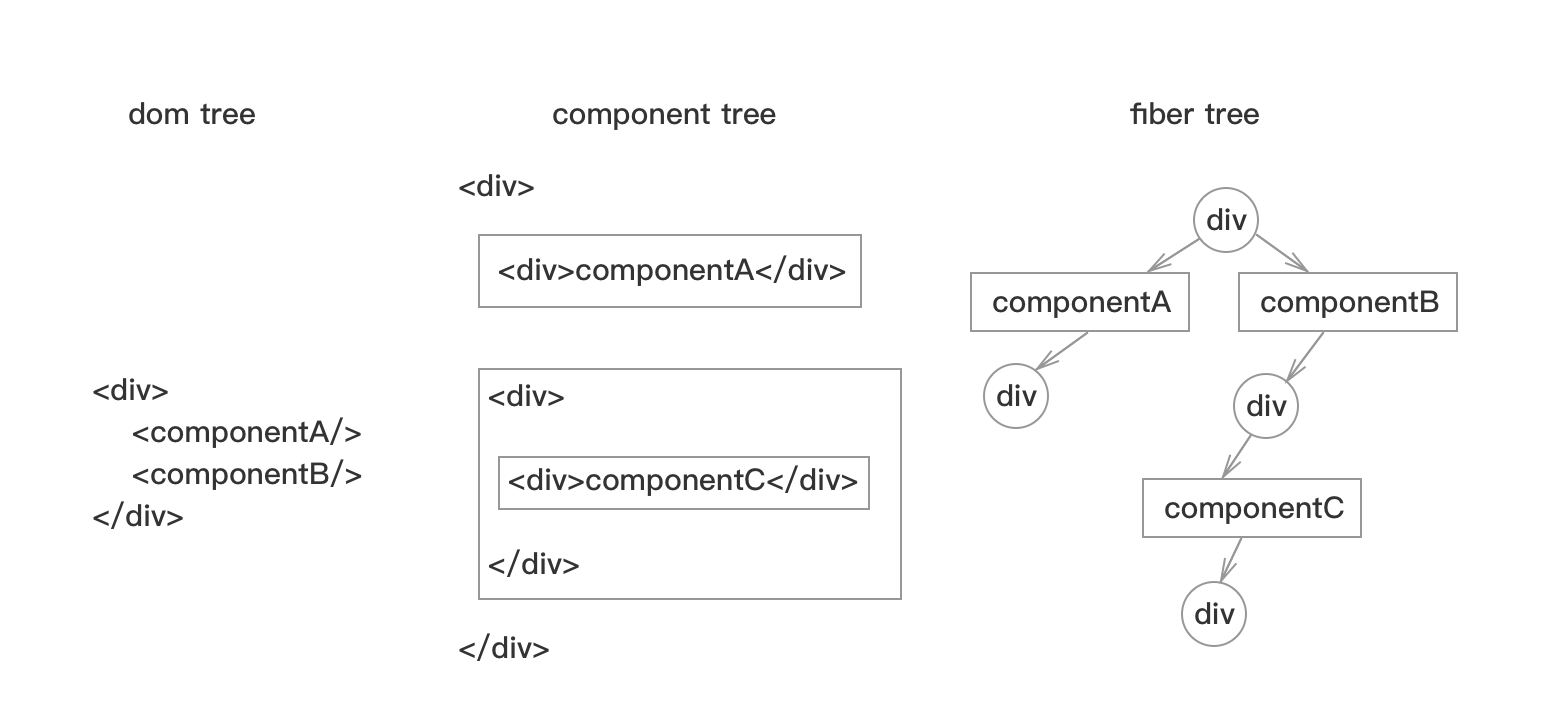 dom tree
component tree
fiber tree
<div>
<componentA/>
<componentB/>
</div>
<div>
<div>componentA</div>
<div>
<div>componentC</div>
</div>
</div>
div
componentA
componentB
div
div
componentC
div